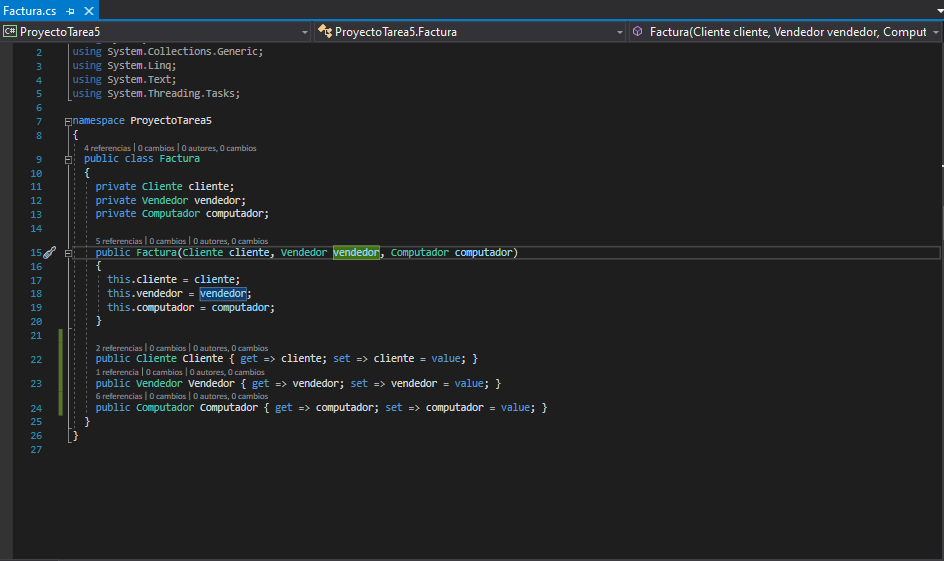 Factura.cs
C# ProyectoTarea5 ProyectoTarea5.Factura Factura(Cliente cliente, Vendedor vendedor, Comput
2 using System.Collections.Generic;
3 using System.Linq;
4 using System.Text;
5 using System.Threading.Tasks;
6
7 namespace ProyectoTarea5
8 {
4 referencias | 0 cambios | 0 autores, 0 cambios
9 public class Factura
10 {
11 private Cliente cliente;
12 private Vendedor vendedor;
13 private Computador computador;
14
5 referencias | 0 cambios | 0 autores, 0 cambios
15 public Factura(Cliente cliente, Vendedor vendedor, Computador computador)
16 {
17 this.cliente = cliente;
18 this.vendedor = vendedor;
19 this.computador = computador;
20 }
21
2 referencias | 0 cambios | 0 autores, 0 cambios
22 public Cliente Cliente { get => cliente; set => cliente = value; }
1 referencia | 0 cambios | 0 autores, 0 cambios
23 public Vendedor Vendedor { get => vendedor; set => vendedor = value; }
6 referencias | 0 cambios | 0 autores, 0 cambios
24 public Computador Computador { get => computador; set => computador = value; }
25 }
26 }
27